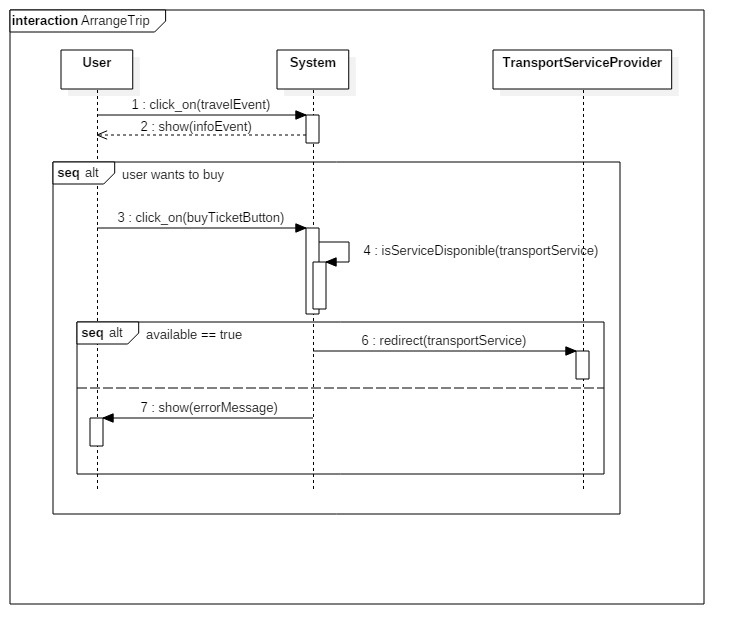 interaction ArrangeTrip
User
System
TransportServiceProvider
1 : click_on(travelEvent)
2 : show(infoEvent)
seq alt
user wants to buy
3 : click_on(buyTicketButton)
4 : isServiceDisponible(transportService)
seq alt
available == true
6 : redirect(transportService)
7 : show(errorMessage)